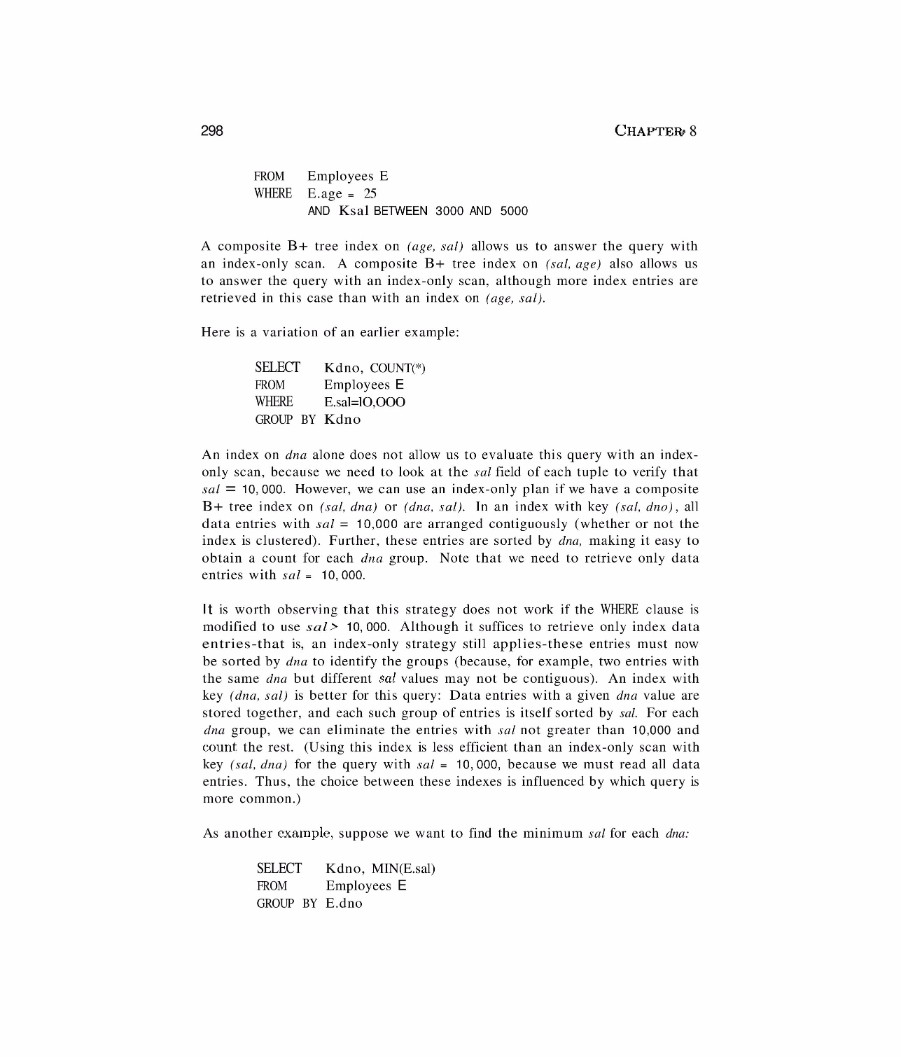 298 CHAPTER 8
FROM Employees E
WHERE E.age = 25
AND Ksal BETWEEN 3000 AND 5000
A composite B+ tree index on (age, sal) allows us to answer the query with
an index-only scan. A composite B+ tree index on (sal, age) also allows us
to answer the query with an index-only scan, although more index entries are
retrieved in this case than with an index on (age, sal).
Here is a variation of an earlier example:
SELECT Kdno, COUNT(*)
FROM Employees E
WHERE E.sal=lO,OOO
GROUP BY Kdno
An index on dna alone does not allow us to evaluate this query with an index-
only scan, because we need to look at the sal field of each tuple to verify that
sal = 10, 000. However, we can use an index-only plan if we have a composite
B+ tree index on (sal, dna) or (dna, sal). In an index with key (sal, dno), all
data entries with sal = 10,000 are arranged contiguously (whether or not the
index is clustered). Further, these entries are sorted by dna, making it easy to
obtain a count for each dna group. Note that we need to retrieve only data
entries with sal = 10, 000.
It is worth observing that this strategy does not work if the WHERE clause is
modified to use sal> 10, 000. Although it suffices to retrieve only index data
entries-that is, an index-only strategy still applies-these entries must now
be sorted by dna to identify the groups (because, for example, two entries with
the same dna but different sal values may not be contiguous). An index with
key (dna, sal) is better for this query: Data entries with a given dna value are
stored together, and each such group of entries is itself sorted by sal. For each
dna group, we can eliminate the entries with sal not greater than 10,000 and
count the rest. (Using this index is less efficient than an index-only scan with
key (sal, dna) for the query with sal = 10, 000, because we must read all data
entries. Thus, the choice between these indexes is influenced by which query is
more common.)
As another example, suppose we want to find the minimum sal for each dna:
SELECT Kdno, MIN(E.sal)
FROM Employees E
GROUP BY E.dno